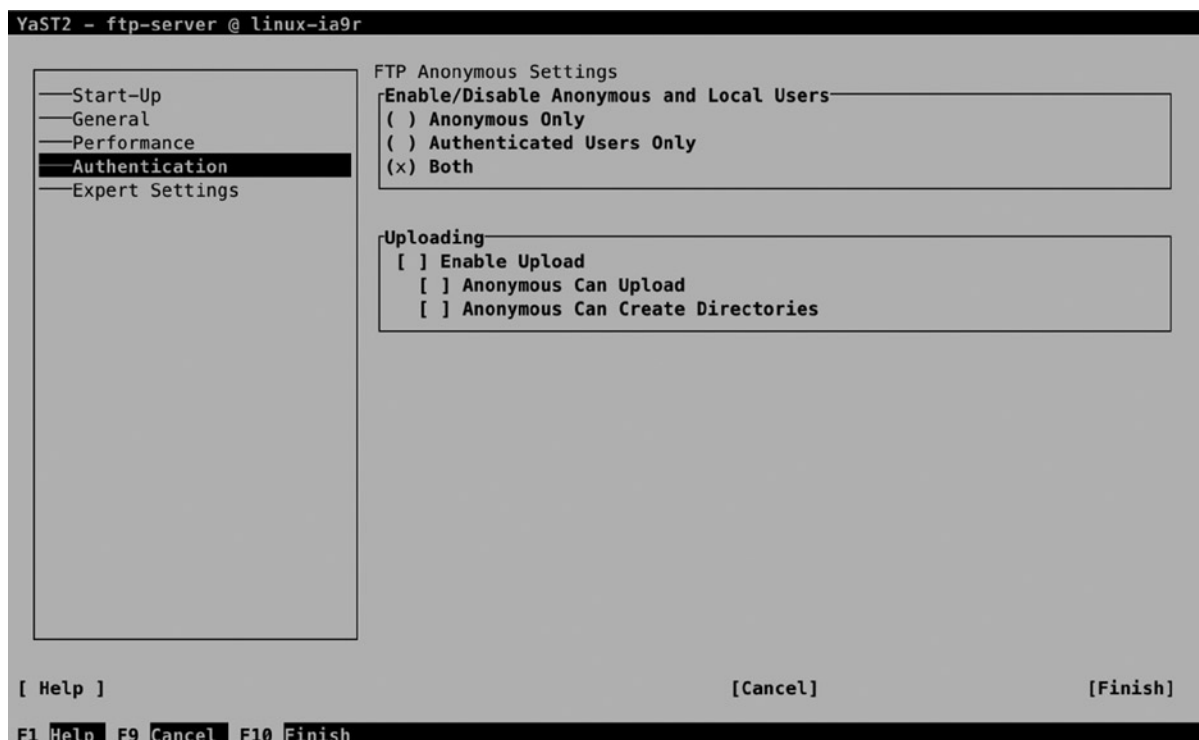 YaST2 - ftp-server @ linux-ia9r
Start-Up
General
Performance
Authentication
Expert Settings
FTP Anonymous Settings
Enable/Disable Anonymous and Local Users
( ) Anonymous Only
( ) Authenticated Users Only
(x) Both
Uploading
[ ] Enable Upload
[ ] Anonymous Can Upload
[ ] Anonymous Can Create Directories
[ Help ] [Cancel] [Finish]
F1 Help F9 Cancel F10 Finish